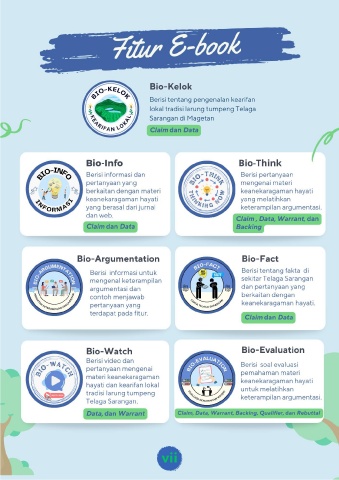 Fitur E-book
BIO-KELOK
KEARIFAN LOKAL
Bio-Kelok
Berisi tentang pengenalan kearifan
lokal tradisi larung tumpeng Telaga
Sarangan di Magetan
Claim dan Data
BIO-INFO
INFORMASI
Bio-Info
Berisi informasi dan
pertanyaan yang
berkaitan dengan materi
keanekaragaman hayati
yang berasal dari jurnal
dan web.
Claim dan Data
BIO-THINK
THINKING NOW
Bio-Think
Berisi pertanyaan
mengenai materi
keanekaragaman hayati
yang melatihkan
keterampilan argumentasi.
Claim , Data, Warrant, dan
Backing
BIO-ARGUMENTATION
Bio-Argumentation
Berisi informasi untuk
mengenal keterampilan
argumentasi dan
contoh menjawab
pertanyaan yang
terdapat pada fitur.
BIO-FACT
Bio-Fact
Berisi tentang fakta di
sekitar Telaga Sarangan
dan pertanyaan yang
berkaitan dengan
keanekaragaman hayati.
Claim dan Data
BIO-WATCH
Bio-Watch
Berisi video dan
pertanyaan mengenai
materi keanekaragaman
hayati dan kearifan lokal
tradisi larung tumpeng
Telaga Sarangan.
Data, dan Warrant
BIO-EVALUATION
Bio-Evaluation
Berisi soal evaluasi
pemahaman materi
keanekaragaman hayati
untuk melatihkan
keterampilan argumentasi.
Claim, Data, Warrant, Backing, Qualifier, dan Rebuttal
vii